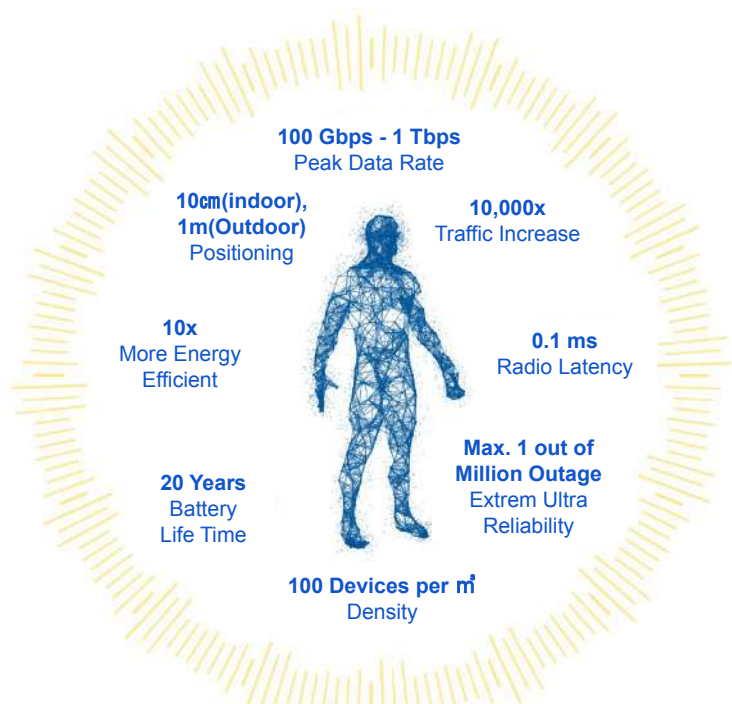 100 Gbps - 1 Tbps
Peak Data Rate
10㎝(indoor),
1m(Outdoor)
Positioning
10,000x
Traffic Increase
10x
More Energy
Efficient
0.1 ms
Radio Latency
20 Years
Battery
Life Time
Max. 1 out of
Million Outage
Extrem Ultra
Reliability
100 Devices per ㎡
Density